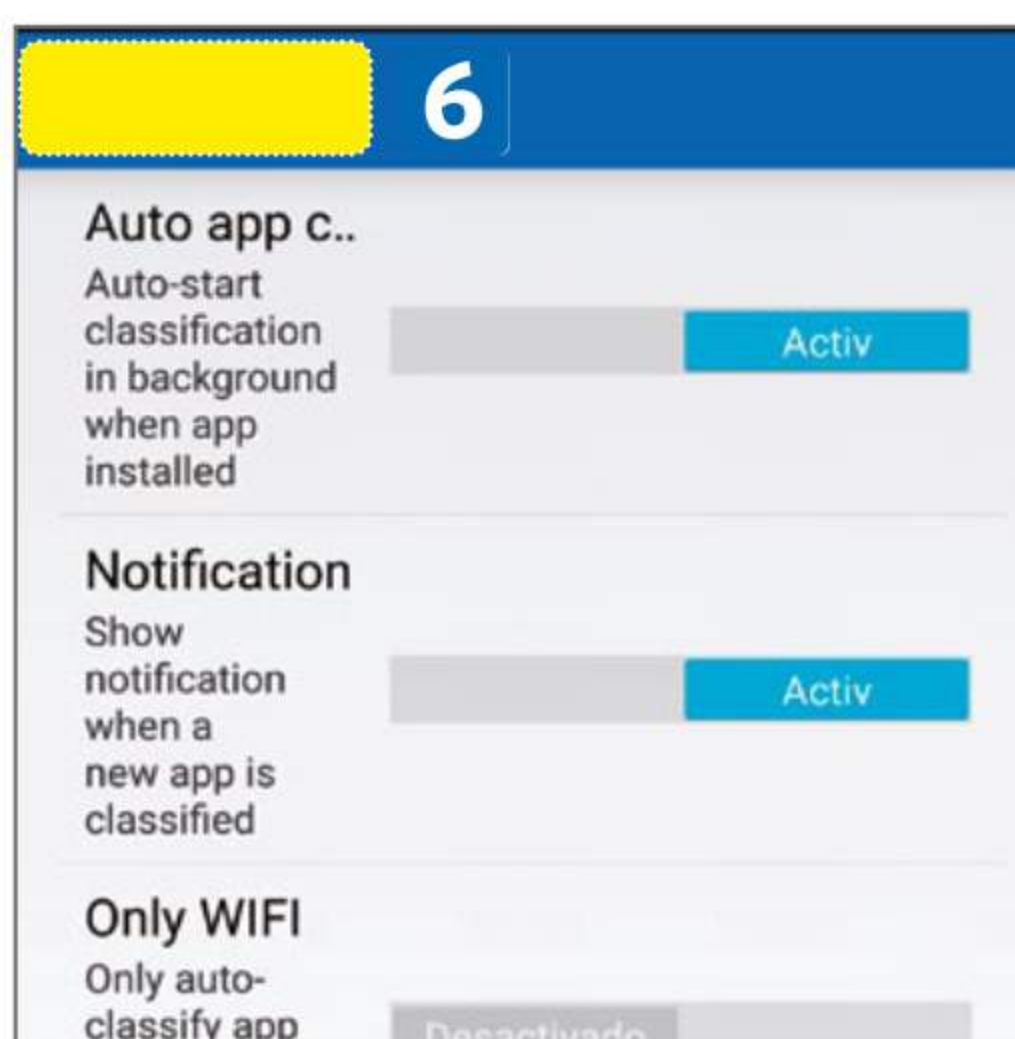 6
Auto app c..
Auto-start
classification
in background
when app
installed
Activ
Notification
Show
notification
when a
new app is
classified
Activ
Only WIFI
Only auto-
classify app
Desactivado